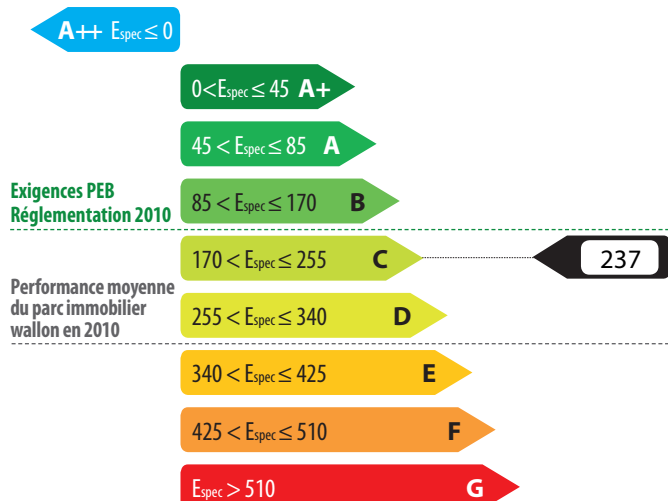 A++ Espec ≤ 0
0<Espec ≤ 45 A+
45 < Espec ≤ 85 A
Exigences PEB
Réglementation 2010
85 < Espec ≤ 170 B
170 < Espec ≤ 255 C
237
Performance moyenne
du parc immobilier
wallon en 2010
255 < Espec ≤ 340 D
340 < Espec ≤ 425 E
425 < Espec ≤ 510 F
Espec > 510 G